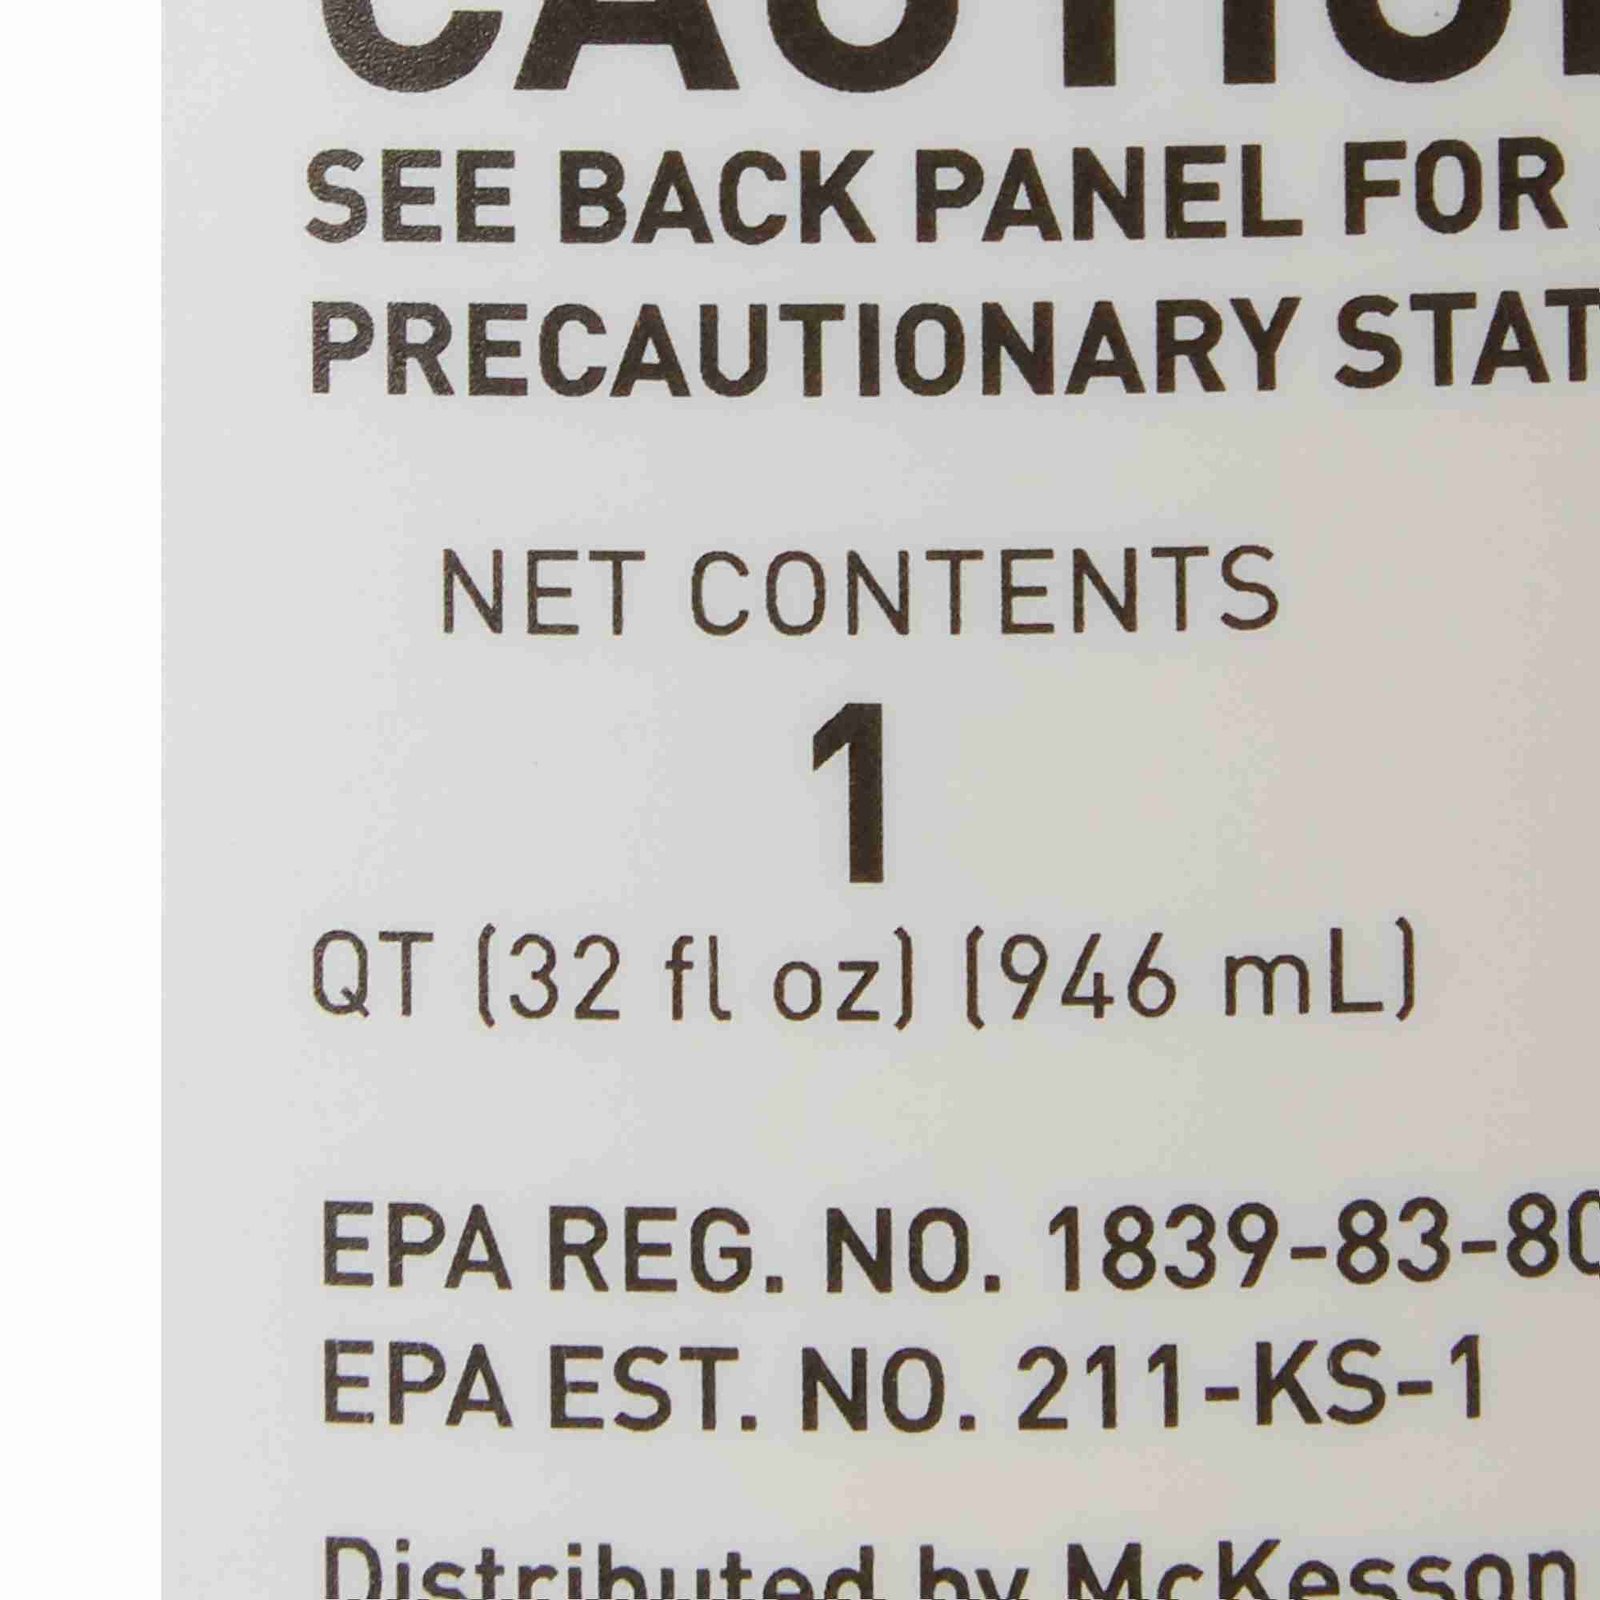 CAUTION
SEE BACK PANEL FOR
PRECAUTIONARY STAT
NET CONTENTS
1
QT (32 fl oz) (946 mL)
EPA REG. NO. 1839-83-80
EPA EST. NO. 211-KS-1
Distributed by McKesson